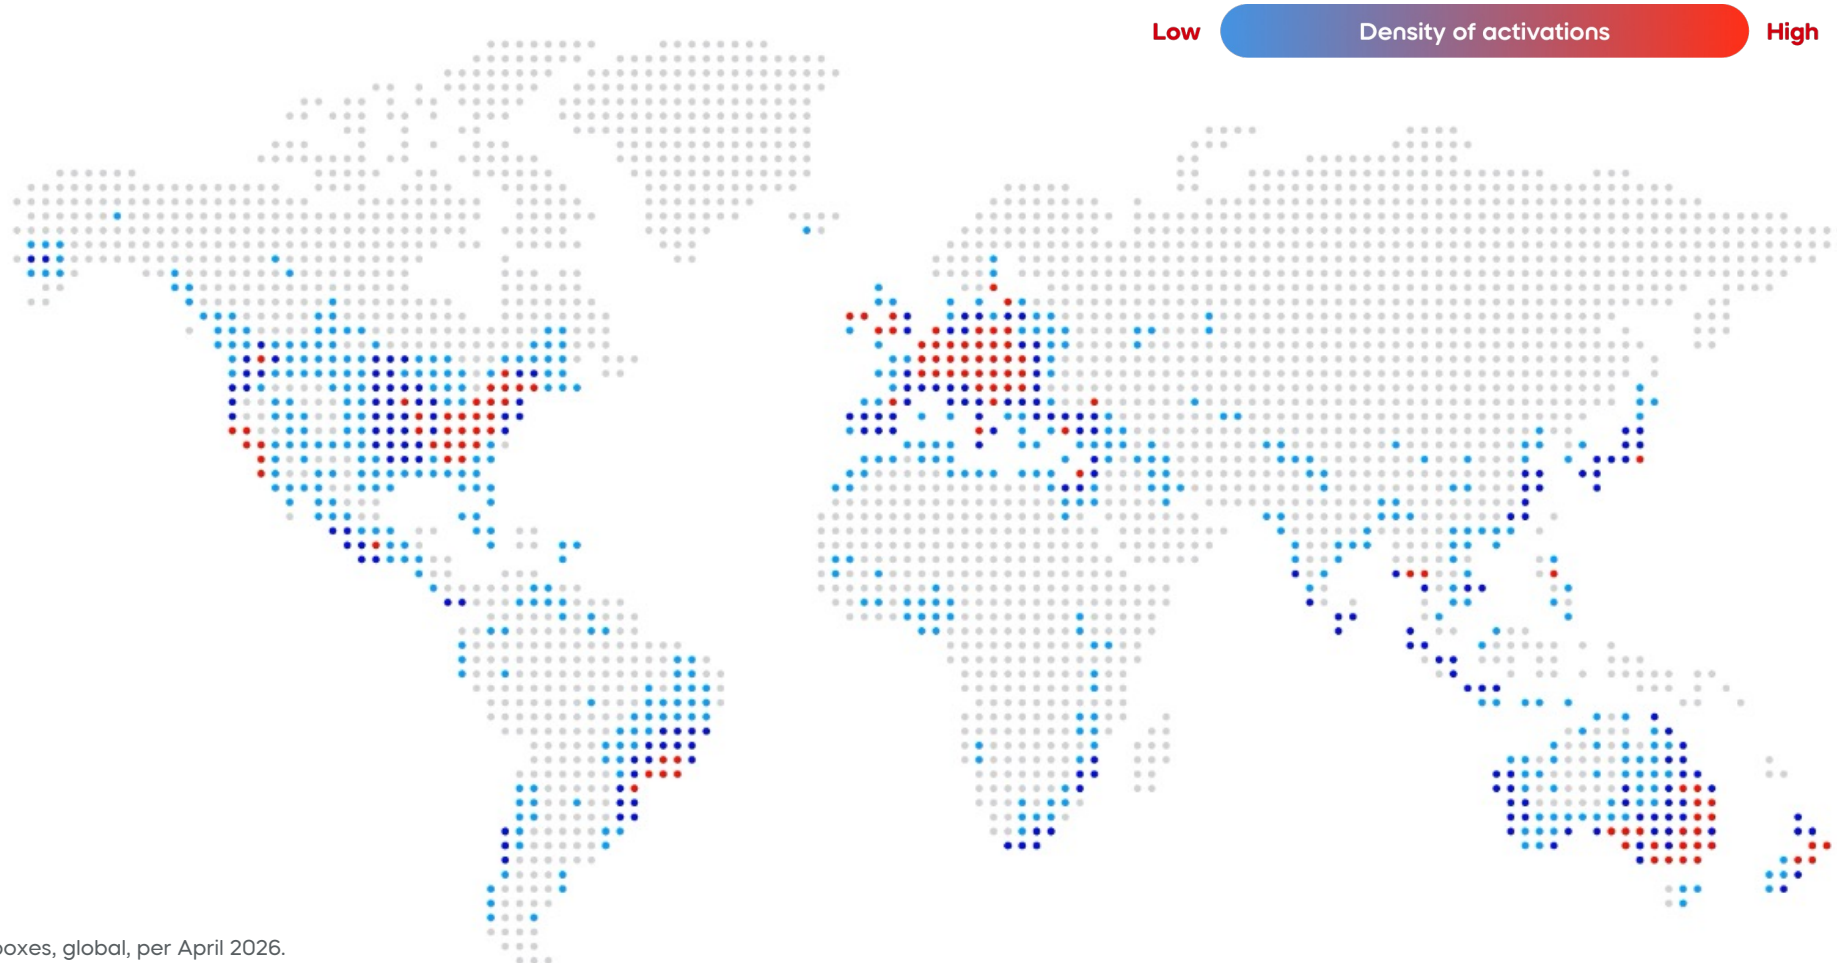 Low Density of activations High
boxes, global, per April 2026.